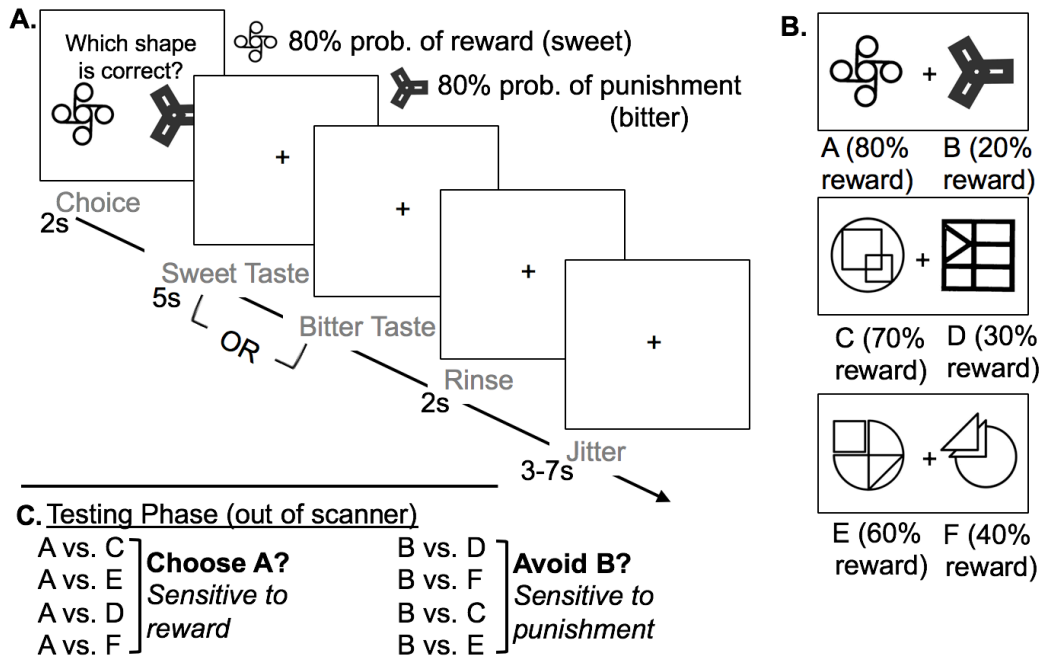 A.
Which shape
is correct?
80% prob. of reward (sweet)
80% prob. of punishment
(bitter)
+
+
+
+
Choice
2s
Sweet Taste
5s
OR
Bitter Taste
Rinse
2s
Jitter
3-7s
B.
+
A (80%
reward)
B (20%
reward)
+
C (70%
reward)
D (30%
reward)
+
E (60%
reward)
F (40%
reward)
C. Testing Phase (out of scanner)
A vs. C
A vs. E
A vs. D
A vs. F
Choose A?
Sensitive to
reward
B vs. D
B vs. F
B vs. C
B vs. E
Avoid B?
Sensitive to
punishment